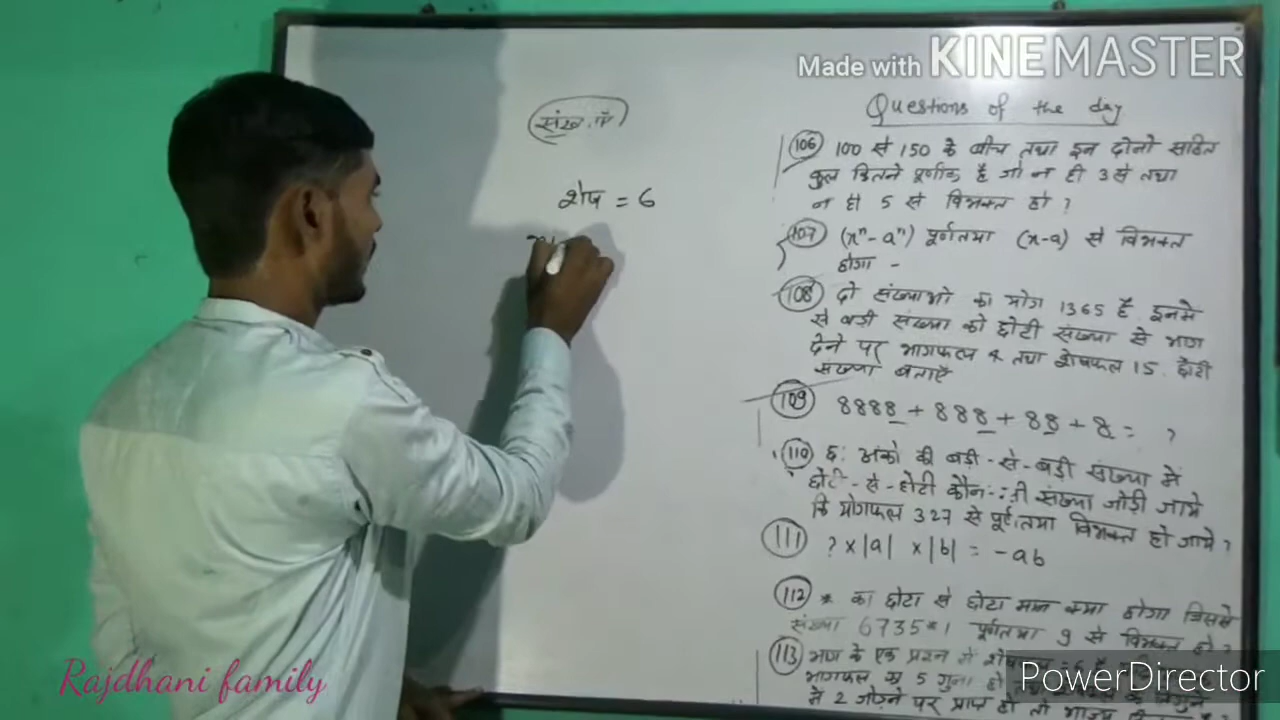 Made with KINEMASTER
संख्याएँ
शेष = 6
Questions of the day
106 100 से 150 के बीच तथा इन दोनो सहित
कुल कितने पूर्णांक है जो न ही 3 से तथा
न ही 5 से विभक्त हो ?
107 (xⁿ - aⁿ) पूर्णतया (x-a) से विभक्त
होगा -
108 दो संख्याओ का योग 1365 है. इनमे
से बड़ी संख्या को छोटी संख्या से भाग
देने पर भागफल तथा शेषफल 15. छोटी
संख्या बताएँ
109 8888 + 888 + 88 + 8 = ?
110 छ: अंको की बड़ी-से-बड़ी संख्या में
छोटी-से-छोटी कौन-सी संख्या जोड़ी जाये
कि योगफल 327 से पूर्णतया विभक्त हो जाये ?
111 ? x |a| x |b| = -ab
112 * का छोटा से छोटा मान क्या होगा जिससे
संख्या 6735*1 पूर्णतया 9 से विभक्त हो ?
113 भाग के एक प्रश्न में
भागफल का 5 गुना हो
में 2 जोड़ने पर प्राप्त हो तो भाज्य
Rajdhani family
PowerDirector